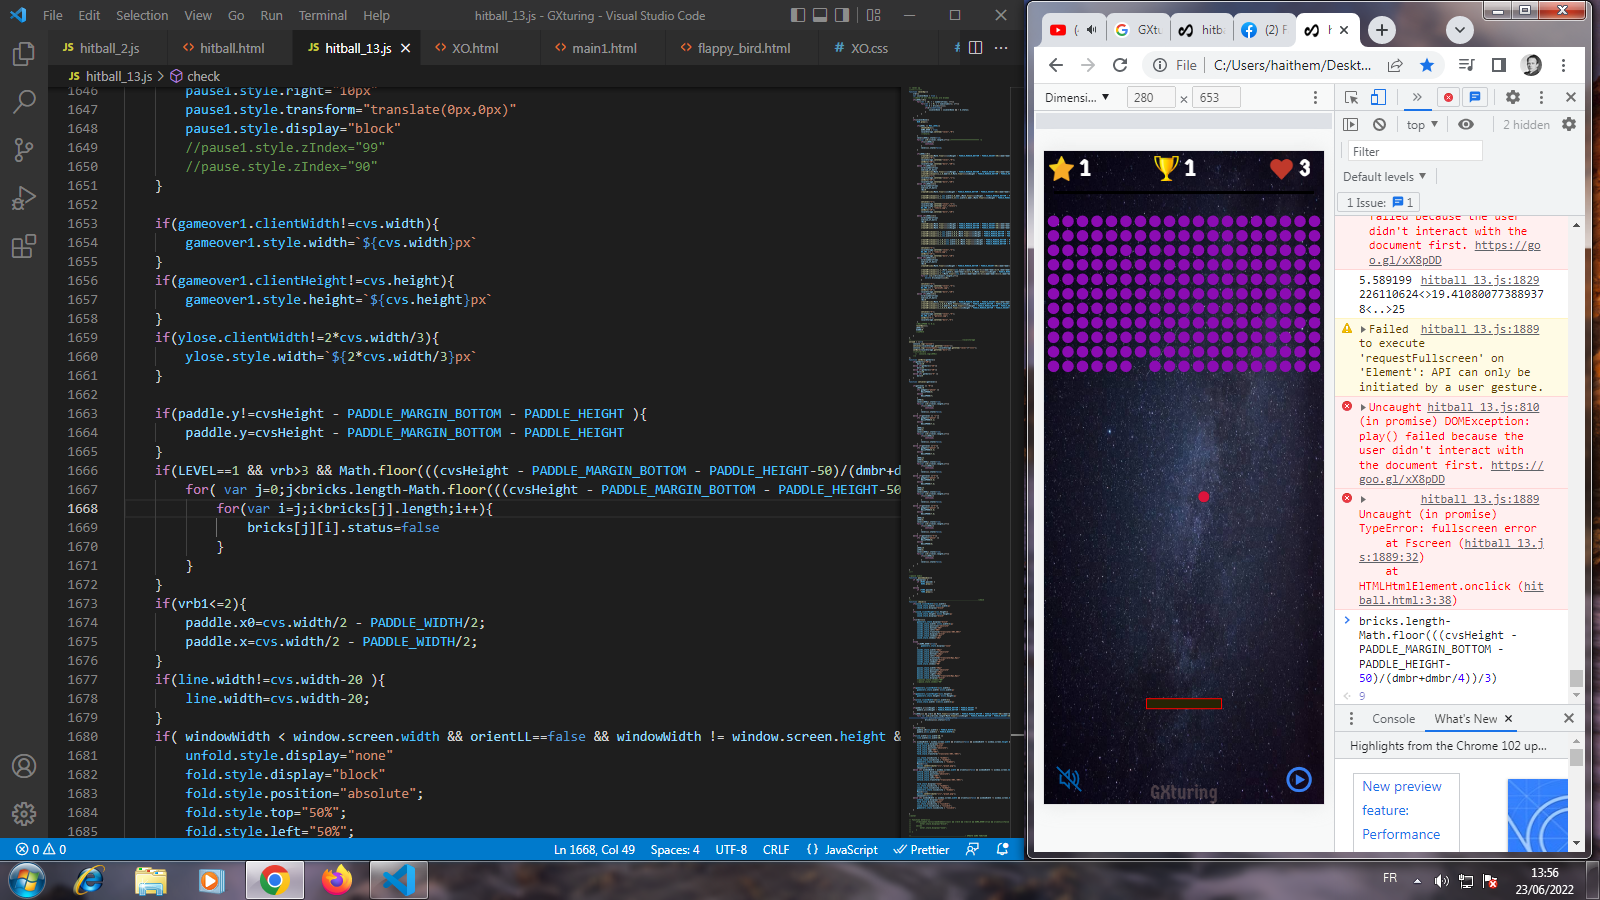 File Edit Selection View Go Run Terminal Help hitball_13.js - GXturing - Visual Studio Code
JS hitball_2.js <> hitball.html JS hitball_13.js <> XO.html <> main1.html <> flappy_bird.html # XO.css
JS hitball_13.js > check
1646 pause1.style.right="10px"
1647 pause1.style.transform="translate(0px,0px)"
1648 pause1.style.display="block"
1649 //pause1.style.zIndex="99"
1650 //pause.style.zIndex="90"
1651 }
1652
1653 if(gameover1.clientWidth!=cvs.width){
1654 gameover1.style.width=`${cvs.width}px`
1655 }
1656 if(gameover1.clientHeight!=cvs.height){
1657 gameover1.style.height=`${cvs.height}px`
1658 }
1659 if(ylose.clientWidth!=2*cvs.width/3){
1660 ylose.style.width=`${2*cvs.width/3}px`
1661 }
1662
1663 if(paddle.y!=cvsHeight - PADDLE_MARGIN_BOTTOM - PADDLE_HEIGHT ){
1664 paddle.y=cvsHeight - PADDLE_MARGIN_BOTTOM - PADDLE_HEIGHT
1665 }
1666 if(LEVEL==1 && vrb>3 && Math.floor(((cvsHeight - PADDLE_MARGIN_BOTTOM - PADDLE_HEIGHT-50)/(dmbr+d
1667 for( var j=0;j<bricks.length-Math.floor(((cvsHeight - PADDLE_MARGIN_BOTTOM - PADDLE_HEIGHT-50
1668 for(var i=j;i<bricks[j].length;i++){
1669 bricks[j][i].status=false
1670 }
1671 }
1672 }
1673 if(vrb1<=2){
1674 paddle.x0=cvs.width/2 - PADDLE_WIDTH/2;
1675 paddle.x=cvs.width/2 - PADDLE_WIDTH/2;
1676 }
1677 if(line.width!=cvs.width-20 ){
1678 line.width=cvs.width-20;
1679 }
1680 if( windowWidth < window.screen.width && orientLL==false && windowWidth != window.screen.height &
1681 unfold.style.display="none"
1682 fold.style.display="block"
1683 fold.style.position="absolute";
1684 fold.style.top="50%";
1685 fold.style.left="50%";
0 0 Ln 1668, Col 49 Spaces: 4 UTF-8 CRLF {} JavaScript Prettier
( GXtu hitb (2) F h
File C:/Users/haithem/Deskt...
Dimensi... 280 x 653
1 1 3
GXturing
top 2 hidden
Filter
Default levels
1 Issue: 1
failed because the user
didn't interact with the
document first. https://go
o.gl/xX8pDD
5.589199 hitball_13.js:1829
226110624<>19.41080077388937
8<..>25
Failed hitball_13.js:1889
to execute
'requestFullscreen' on
'Element': API can only be
initiated by a user gesture.
Uncaught hitball_13.js:810
(in promise) DOMException:
play() failed because the
user didn't interact with
the document first. https://
goo.gl/xX8pDD
hitball_13.js:1889
Uncaught (in promise)
TypeError: fullscreen error
at Fscreen (hitball_13.j
s:1889:32)
at
HTMLHtmlElement.onclick (hit
ball.html:3:38)
bricks.length-
Math.floor(((cvsHeight -
PADDLE_MARGIN_BOTTOM -
PADDLE_HEIGHT-
50)/(dmbr+dmbr/4))/3)
9
Console What's New
Highlights from the Chrome 102 up...
New preview
feature:
Performance
FR 13:56
23/06/2022